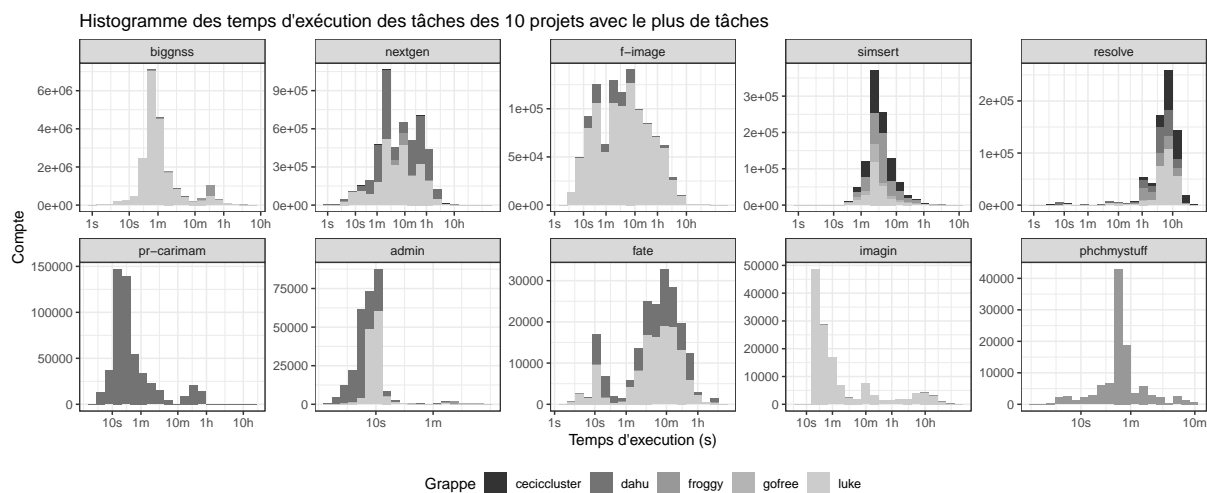 Histogramme des temps d'exécution des tâches des 10 projets avec le plus de tâches
biggnss
nextgen
f−image
simsert
resolve
6e+06
4e+06
2e+06
0e+00
1s 10s 1m 10m 1h 10h
9e+05
6e+05
3e+05
0e+00
1s 10s 1m 10m 1h 10h
1e+05
5e+04
0e+00
1s 10s 1m 10m 1h 10h
3e+05
2e+05
1e+05
0e+00
1s 10s 1m 10m 1h 10h
2e+05
1e+05
0e+00
1s 10s 1m 10m 1h 10h
Compte
pr−carimam
admin
fate
imagin
phchmystuff
150000
100000
50000
0
10s 1m 10m 1h 10h
75000
50000
25000
0
10s 1m
30000
20000
10000
0
1s 10s 1m 10m 1h 10h
50000
40000
30000
20000
10000
0
10s 1m 10m 1h 10h
40000
30000
20000
10000
0
10s 1m 10m
Temps d'execution (s)
Grappe ceciccluster dahu froggy gofree luke